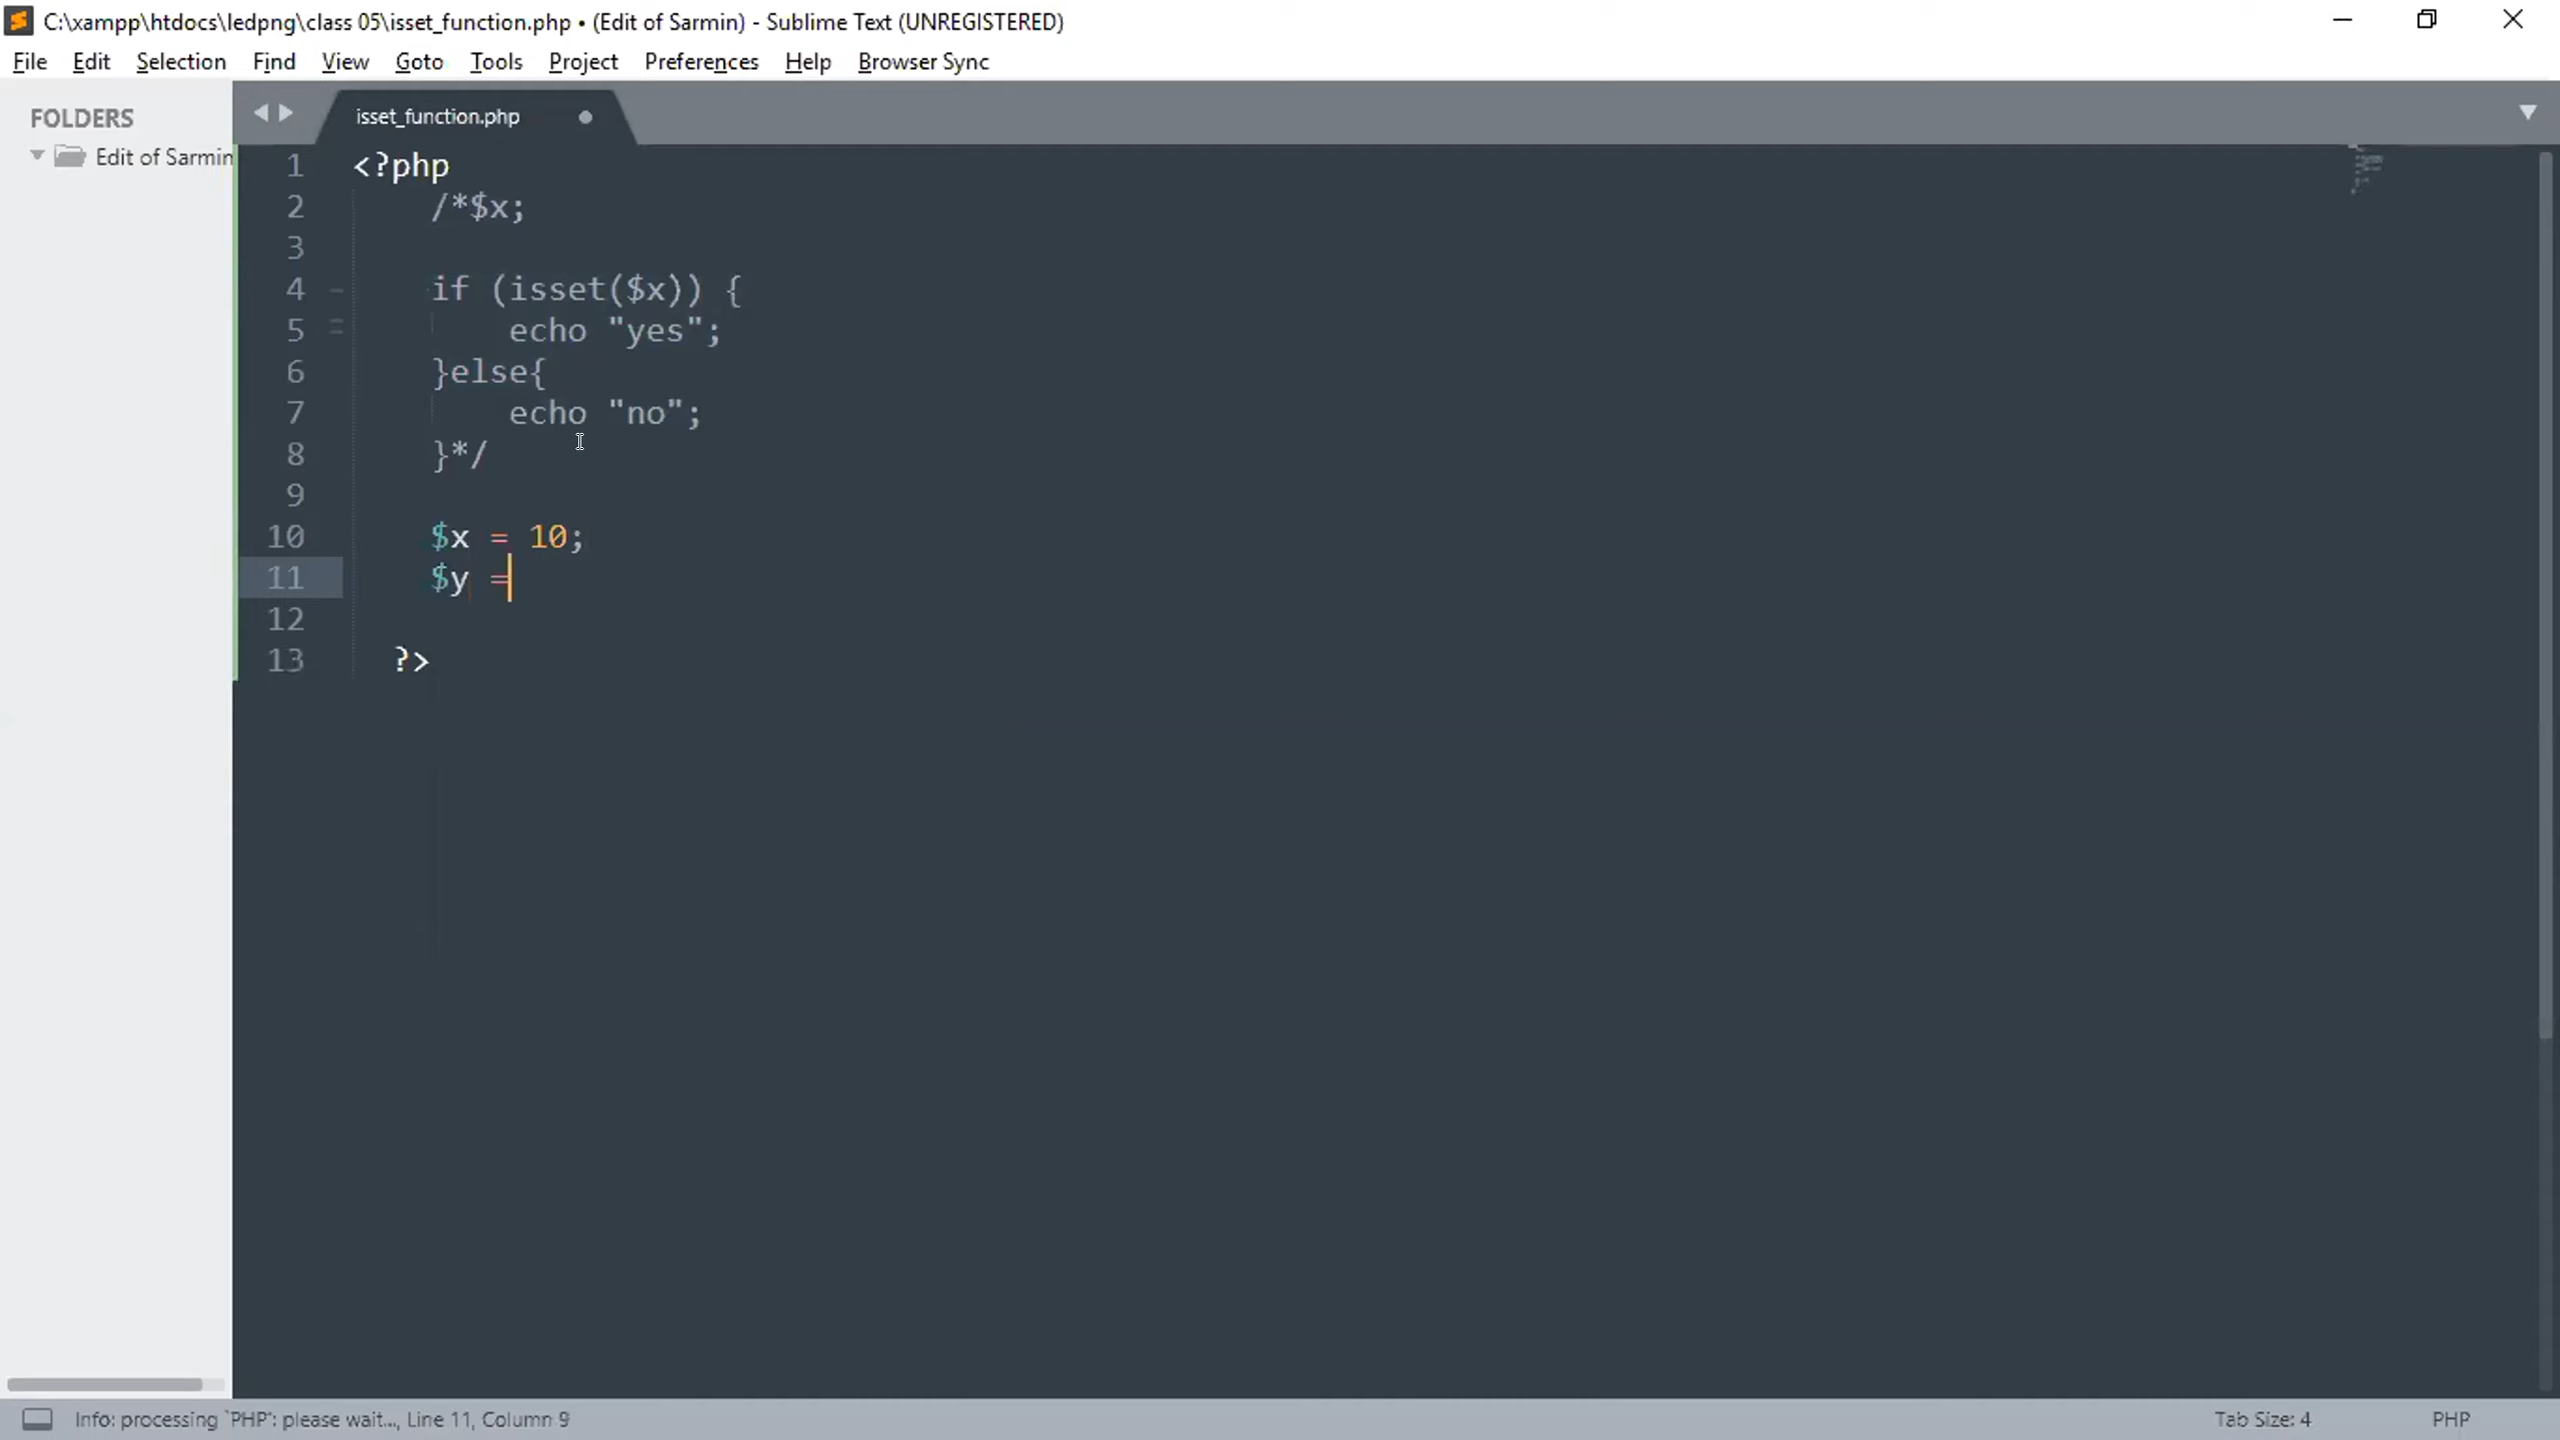 C:\xampp\htdocs\ledpng\class 05\isset_function.php • (Edit of Sarmin) - Sublime Text (UNREGISTERED)
File Edit Selection Find View Goto Tools Project Preferences Help Browser Sync
FOLDERS
Edit of Sarmin
isset_function.php
1 <?php
2 /*$x;
3
4 if (isset($x)) {
5 echo "yes";
6 }else{
7 echo "no";
8 }*/
9
10 $x = 10;
11 $y =
12
13 ?>
Info: processing `PHP`: please wait..., Line 11, Column 9
Tab Size: 4
PHP